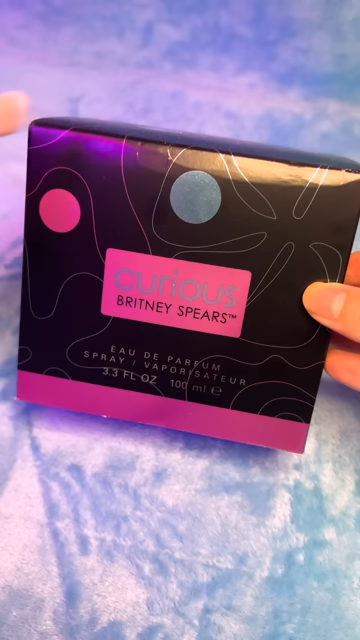 curious
BRITNEY SPEARS™
EAU DE PARFUM
SPRAY / VAPORISATEUR
3.3 FL OZ 100 ml ℮